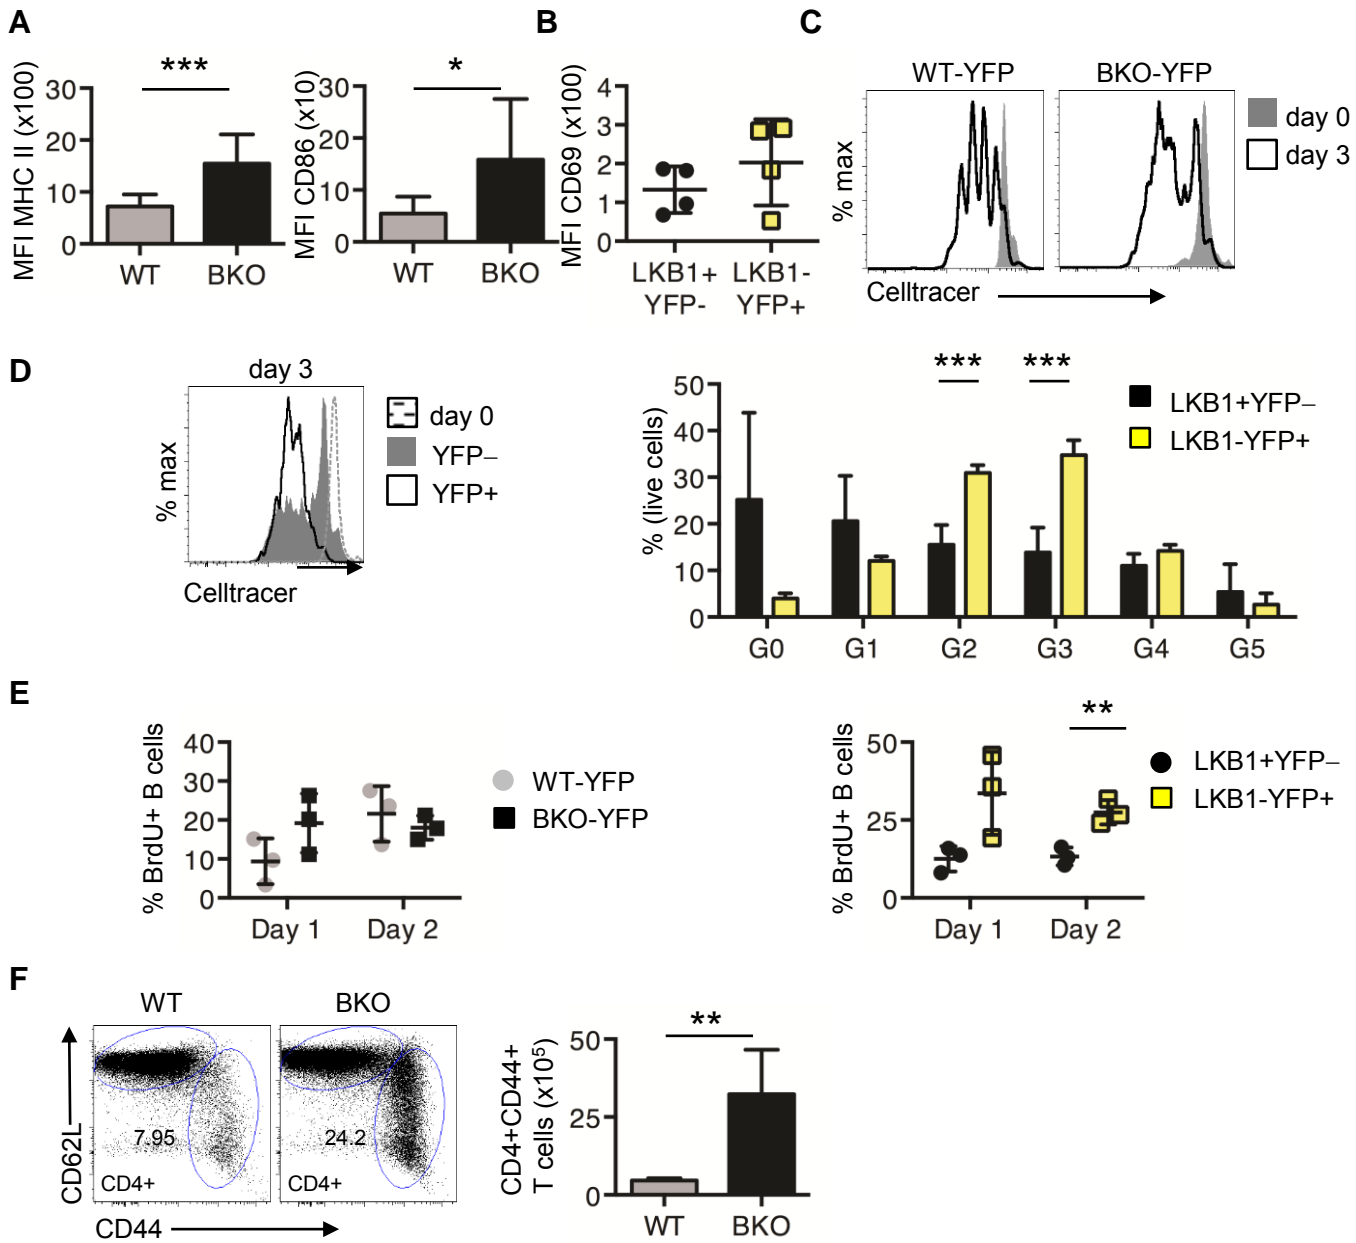 A
B
C
***
30
20
10
0
MFI MHC II (x100)
WT
BKO
*
30
20
10
0
MFI CD86 (x10)
WT
BKO
4
3
2
1
0
MFI CD69 (x100)
LKB1+ LKB1-
YFP- YFP+
WT-YFP
BKO-YFP
% max
day 0
day 3
Celltracer
D
day 3
% max
day 0
YFP–
YFP+
Celltracer
*** ***
50
40
30
20
10
0
% (live cells)
G0 G1 G2 G3 G4 G5
LKB1+YFP–
LKB1-YFP+
E
40
30
20
10
0
% BrdU+ B cells
Day 1 Day 2
WT-YFP
BKO-YFP
**
50
25
0
% BrdU+ B cells
Day 1 Day 2
LKB1+YFP–
LKB1-YFP+
F
WT
BKO
CD62L
7.95
24.2
CD4+
CD4+
CD44
**
50
25
0
CD4+CD44+
T cells (x10⁵)
WT
BKO